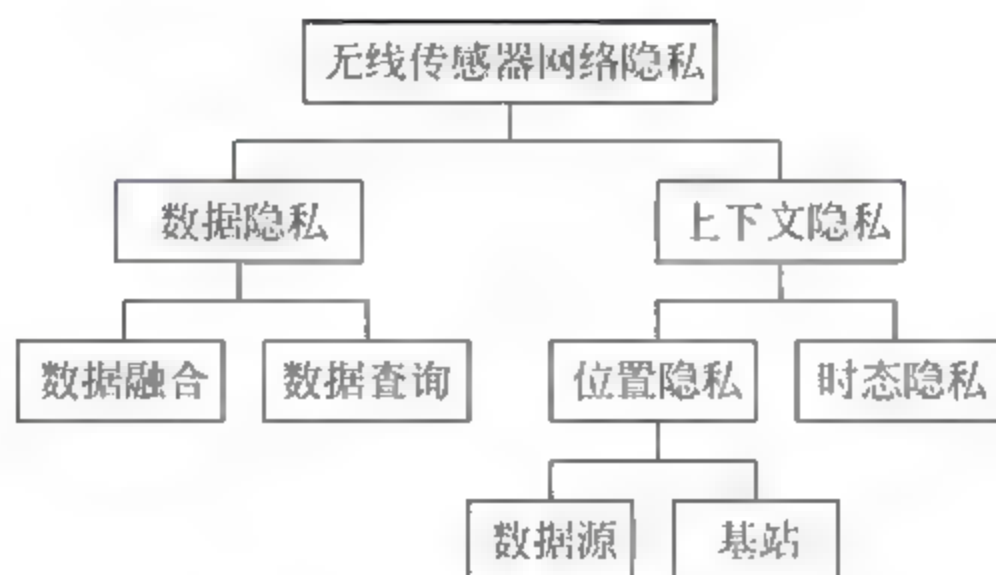 无线传感器网络隐私
数据隐私
上下文隐私
数据融合
数据查询
位置隐私
时态隐私
数据源
基站